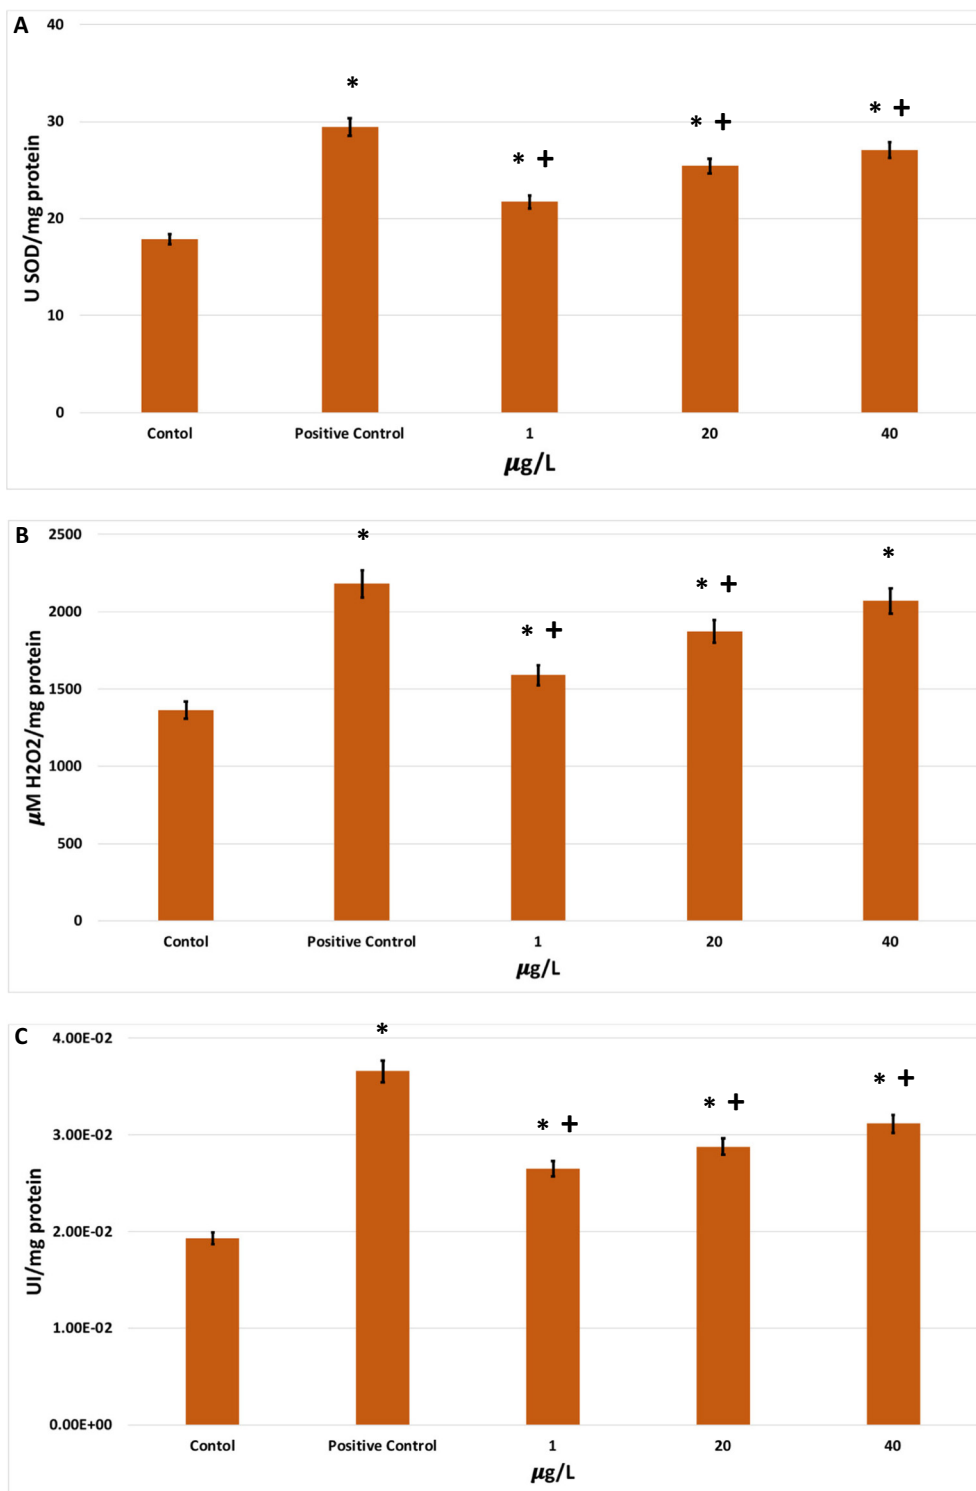 A
40
*
* +
* +
* +
30
20
10
0
U SOD/mg protein
Contol Positive Control 1 20 40
µg/L
B
2500
*
*
* +
* +
2000
1500
1000
500
0
µM H2O2/mg protein
Contol Positive Control 1 20 40
µg/L
C
4.00E-02
*
* +
* +
* +
3.00E-02
2.00E-02
1.00E-02
0.00E+00
UI/mg protein
Contol Positive Control 1 20 40
µg/L